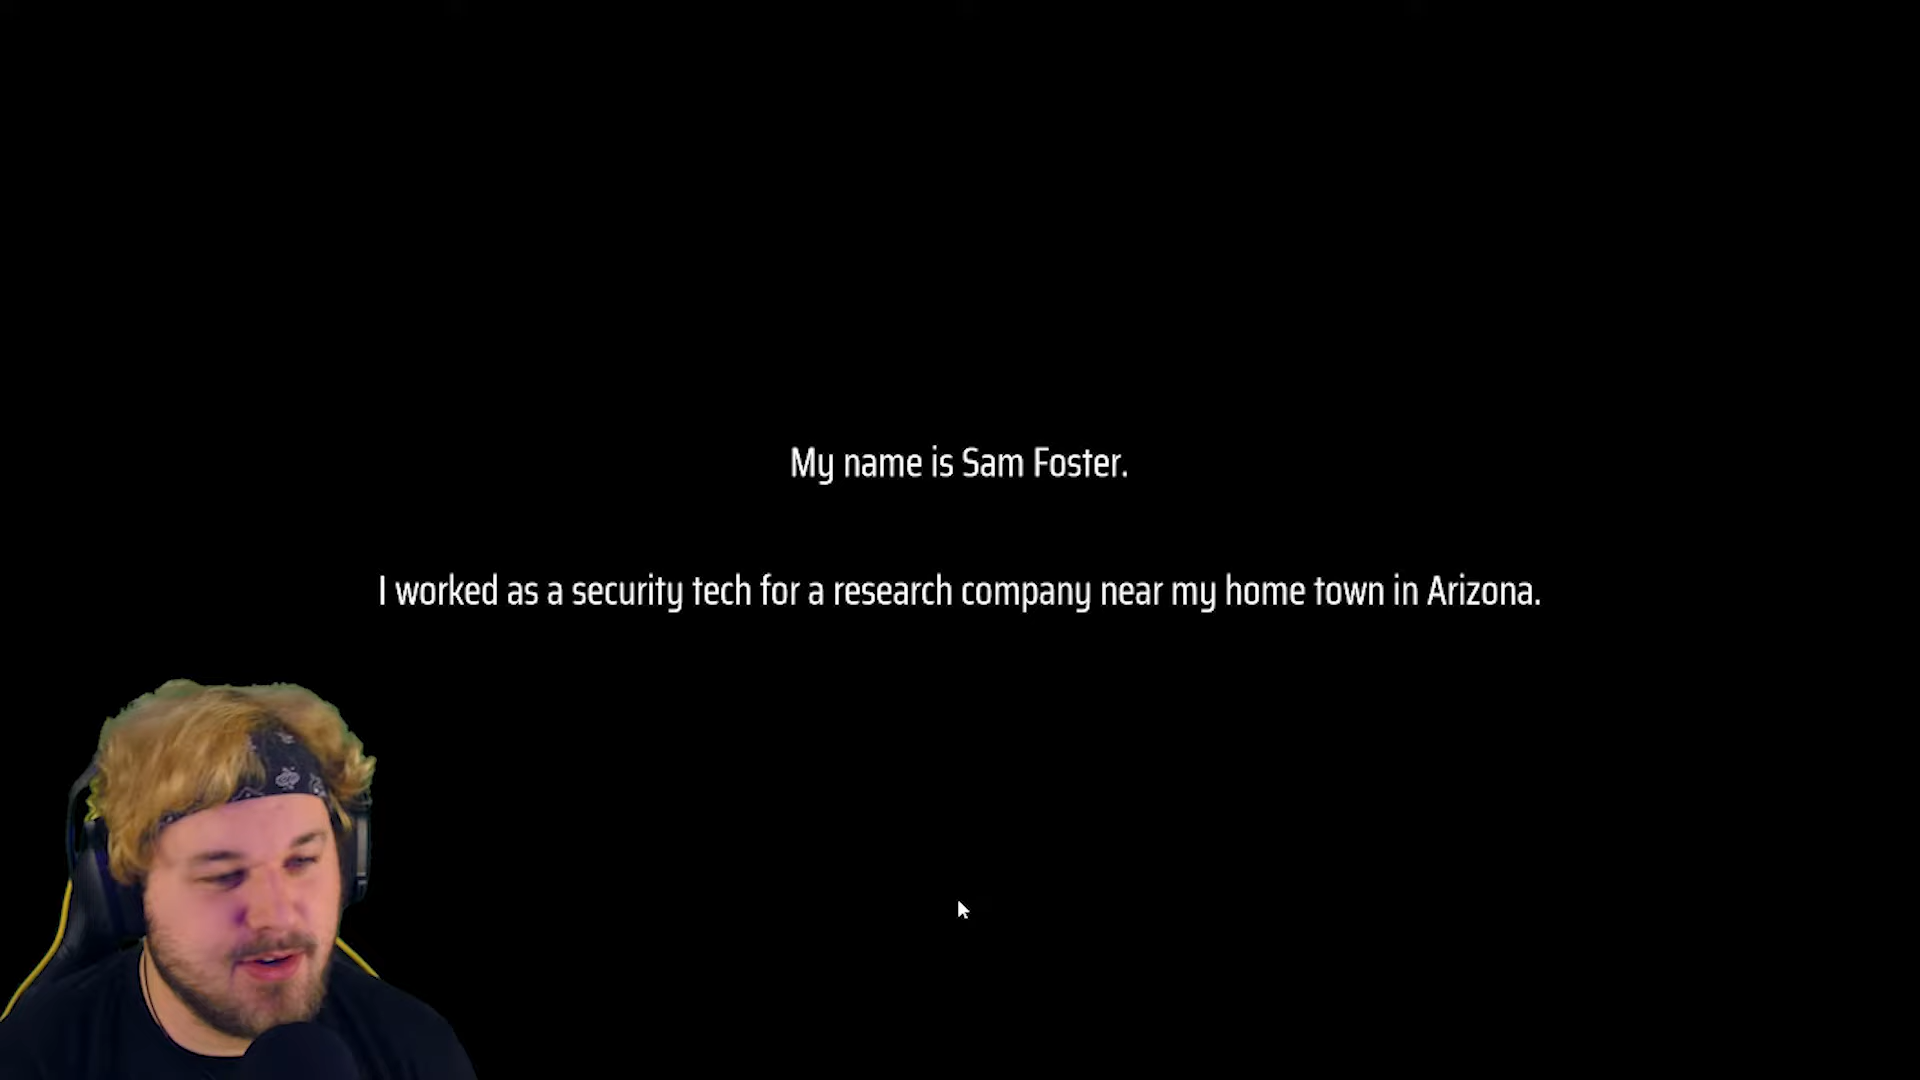 My name is Sam Foster.
I worked as a security tech for a research company near my home town in Arizona.